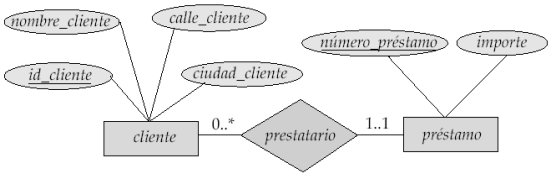 nombre_cliente
calle_cliente
id_cliente
ciudad_cliente
número_préstamo
importe
cliente
0..*
prestatario
1..1
préstamo